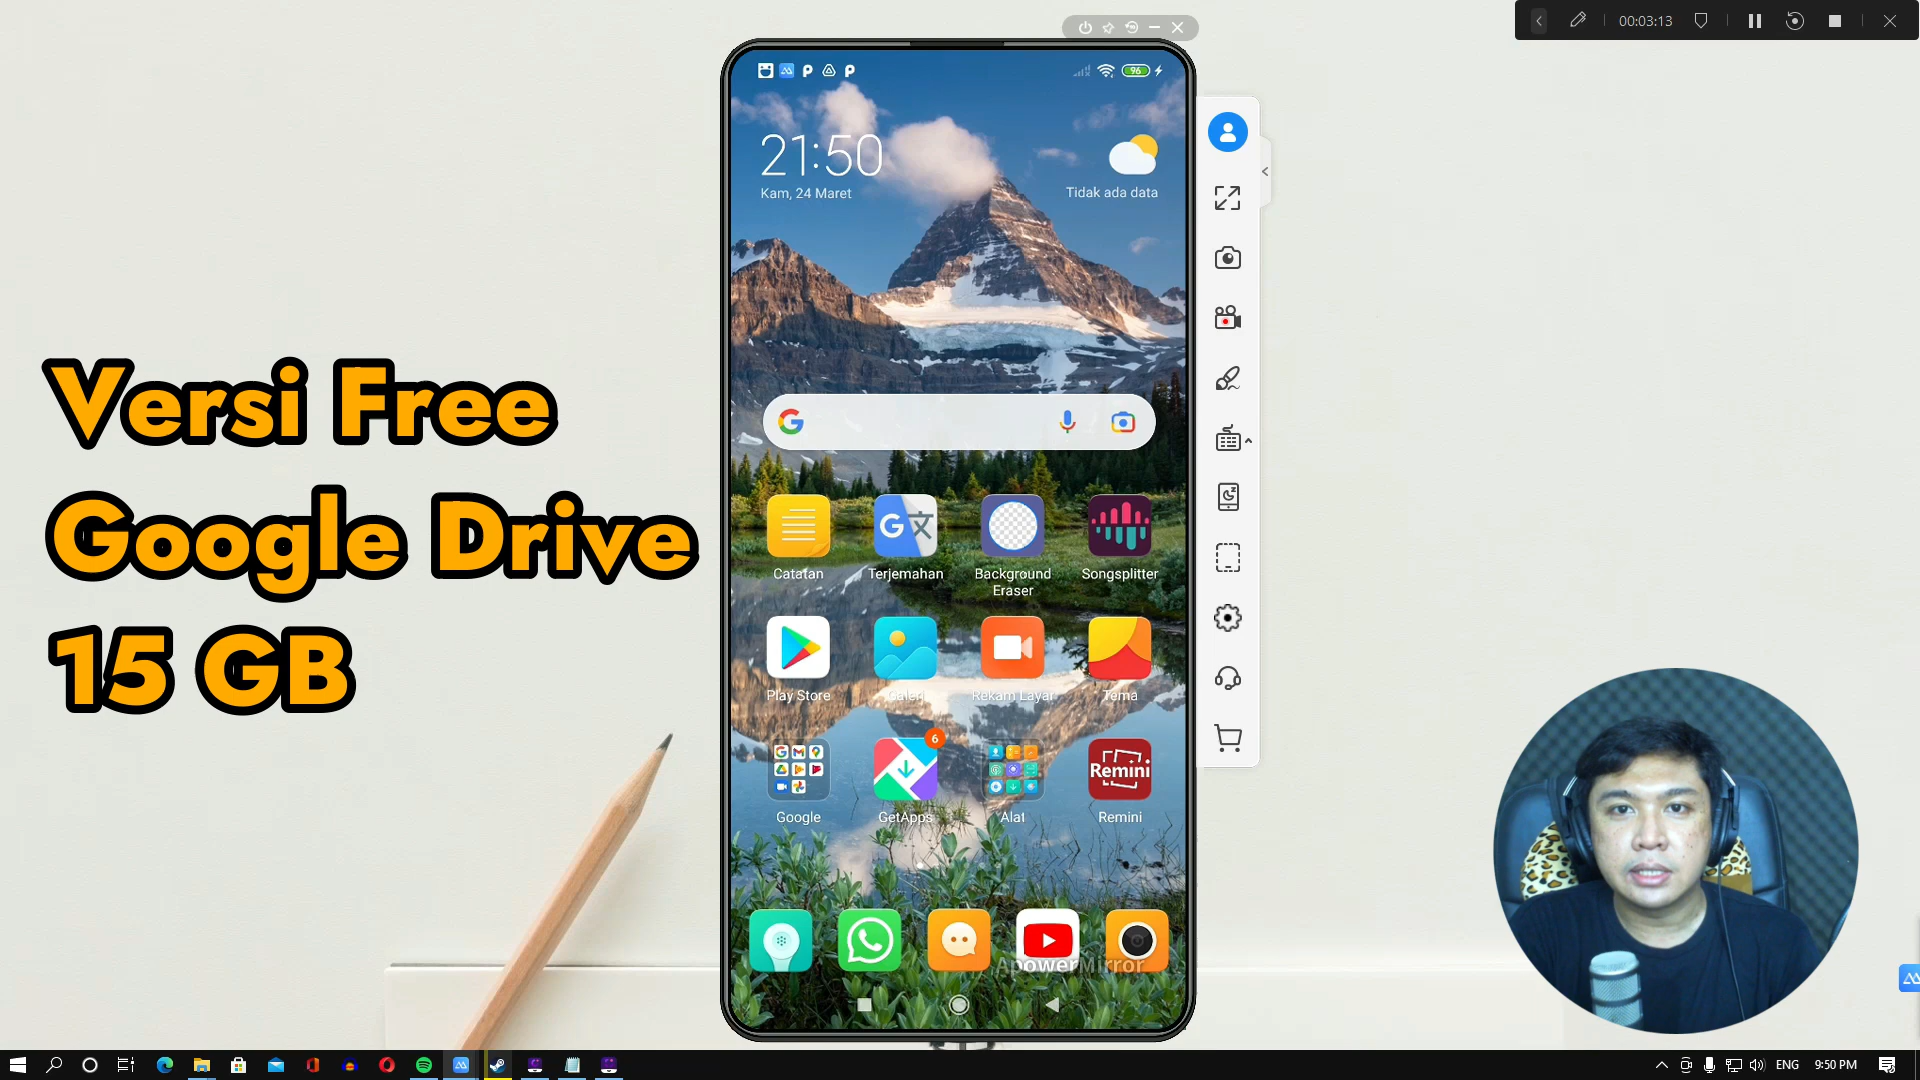 00:03:13
96
21:50
Kam, 24 Maret
Tidak ada data
Versi Free
Google Drive
15 GB
Catatan
Terjemahan
Background
Eraser
Songsplitter
Play Store
Galeri
Rekam Layar
Tema
6
Remini
Google
GetApps
Alat
Remini
ApowerMirror
ENG
9:50 PM